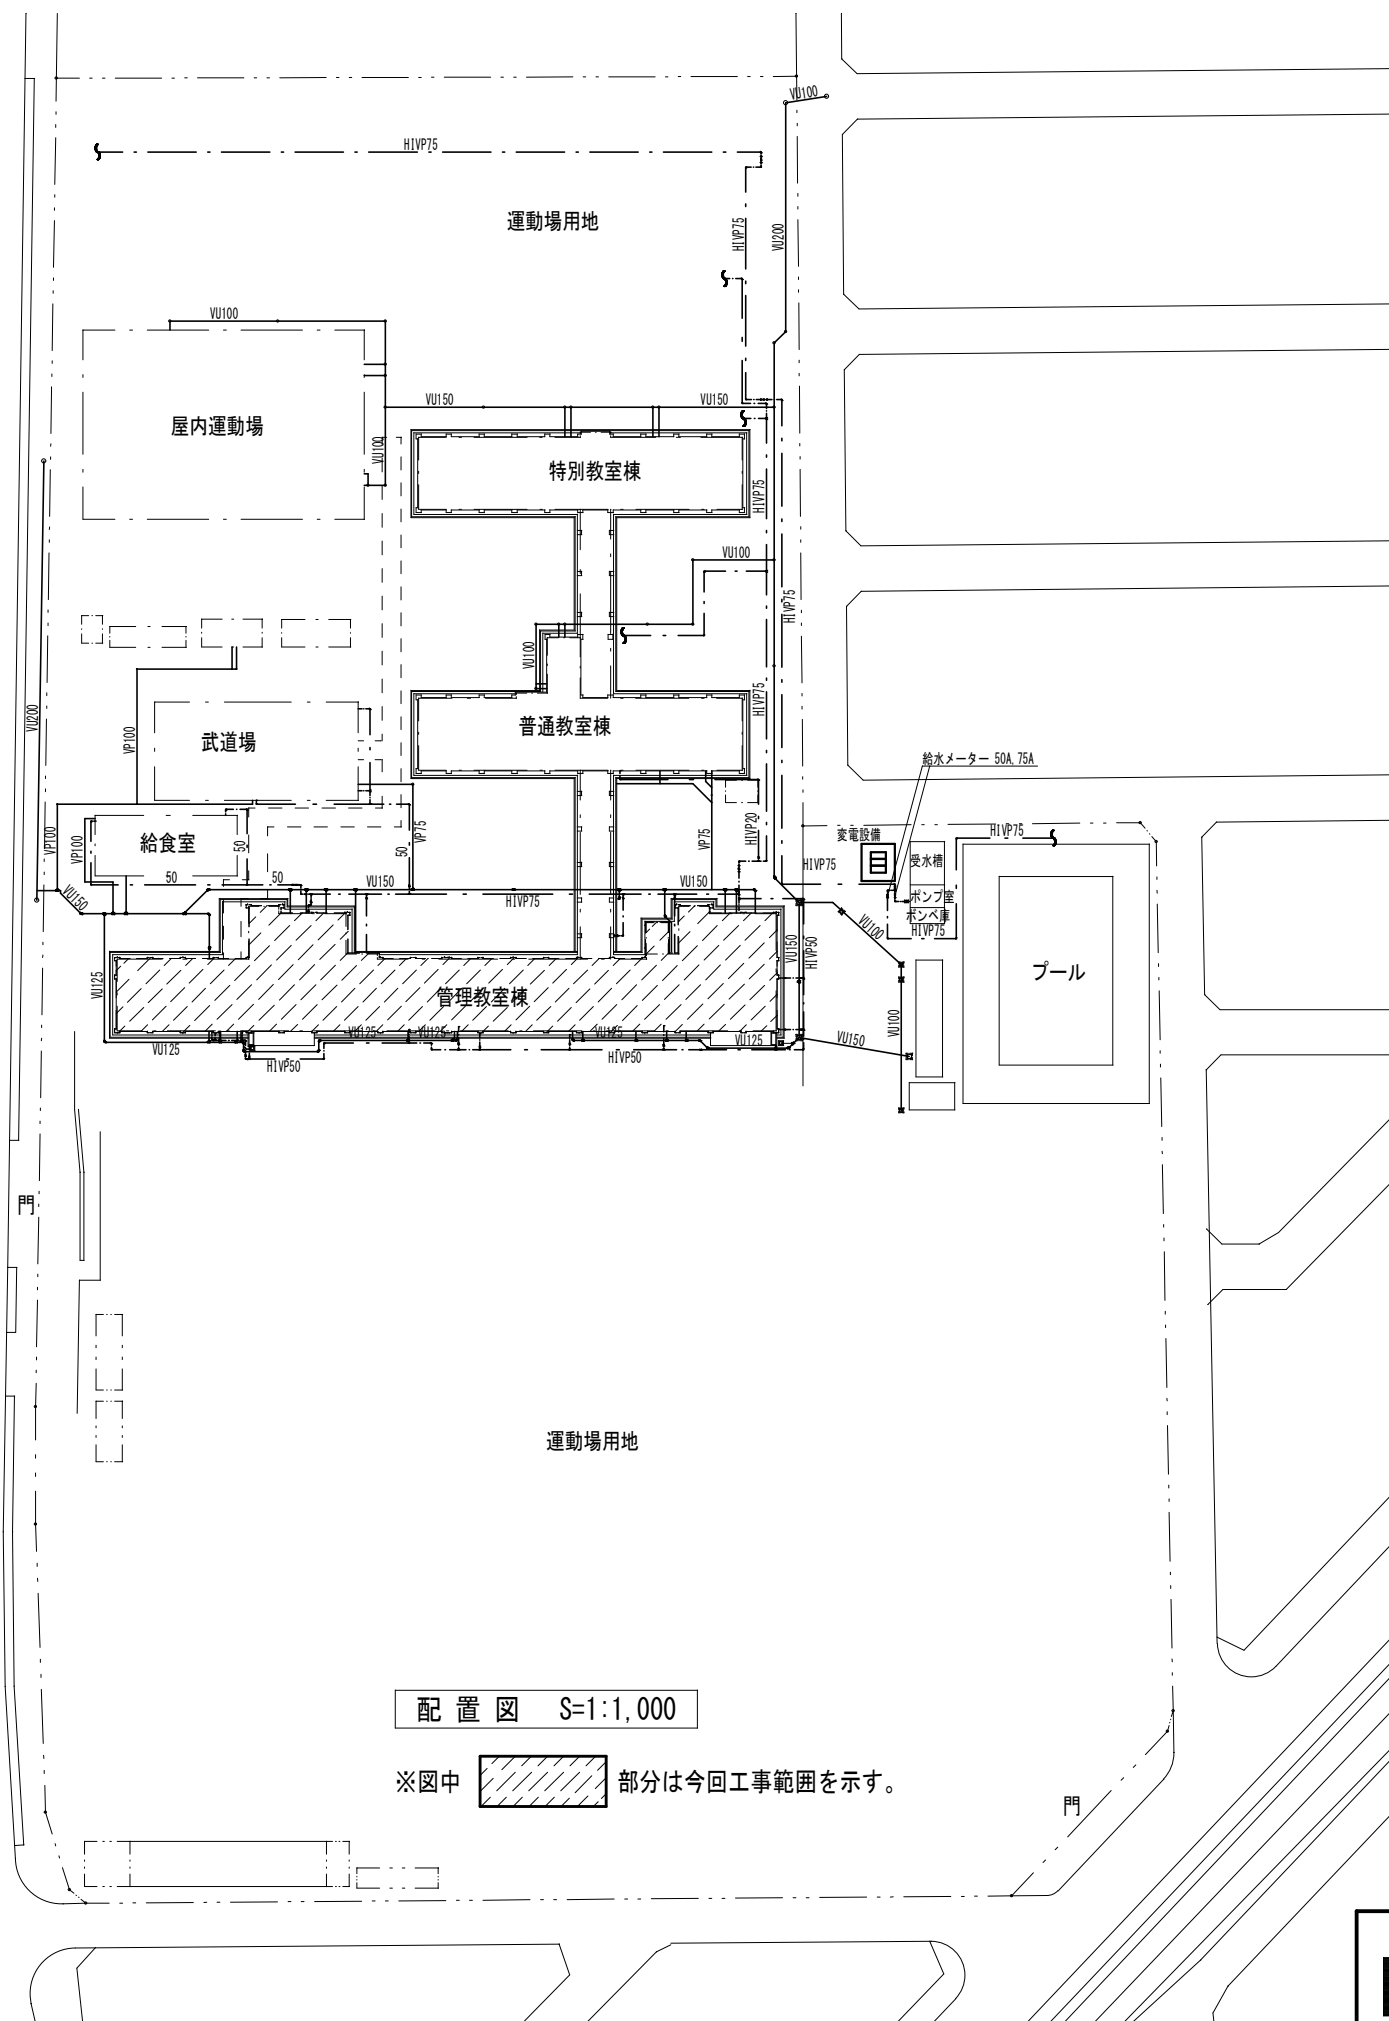 VU100
HIVP75
運動場用地
HIVP75
VU200
VU100
VU150
VU150
屋内運動場
VU100
特別教室棟
HIVP75
VU100
HIVP75
VU100
VU200
VP100
武道場
普通教室棟
HIVP75
給水メーター 50A,75A
HIVP75
VP100
VP100
給食室
50
50
VP75
VP75
HIVP20
変電設備
HIVP75
受水槽
50
50
VU150
VU150
VU150
HIVP75
ポンプ室
ボンベ庫
HIVP75
VU100
VU125
VU150
HIVP50
プール
管理教室棟
VU100
VU125
VU125
VU125
VU125
VU125
VU150
HIVP50
HIVP50
門
運動場用地
配置図 S=1:1,000
※図中 部分は今回工事範囲を示す。
門